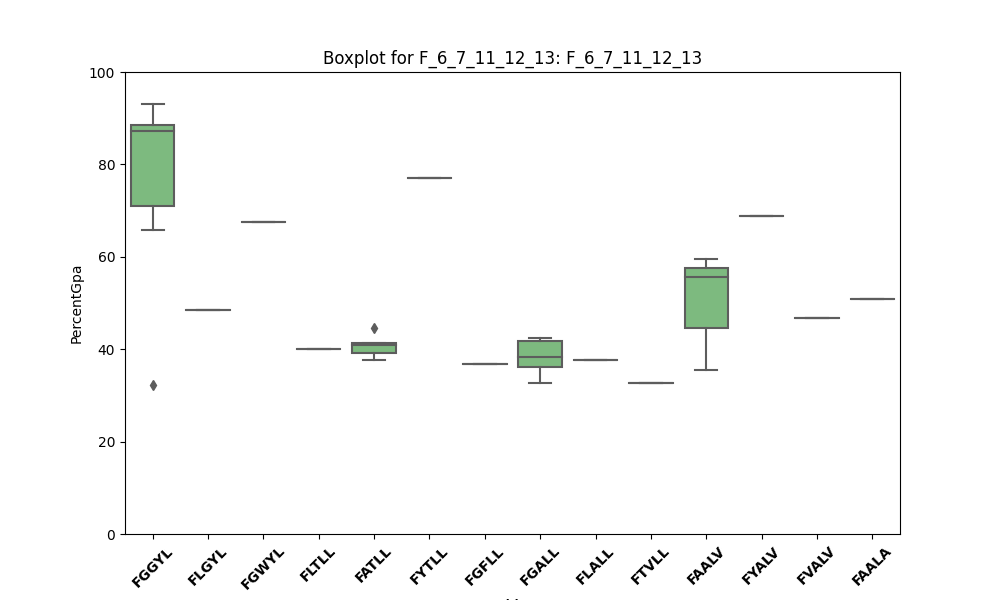 Boxplot for F_6_7_11_12_13: F_6_7_11_12_13
100
80
60
40
20
0
PercentGpa
FGGYL
FLGYL
FGWYL
FLTLL
FATLL
FYTLL
FGFLL
FGALL
FLALL
FTVLL
FAALV
FYALV
FVALV
FAALA